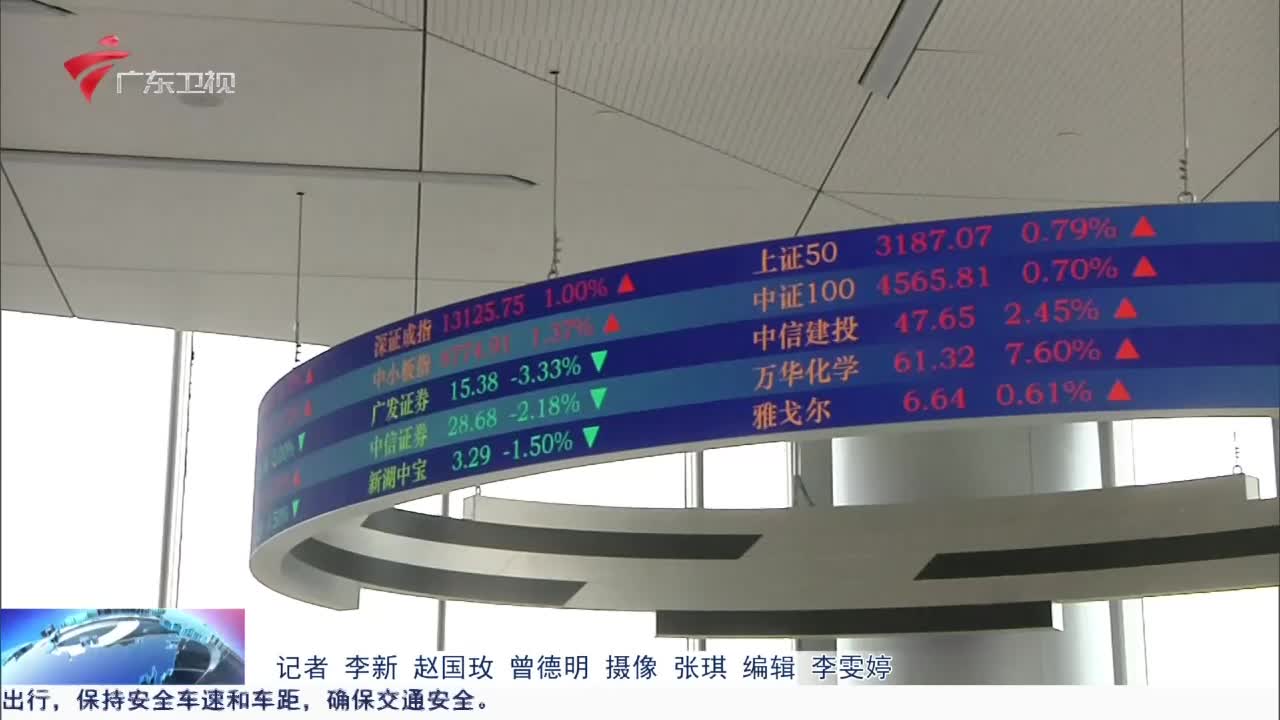 广东卫视
深证成指 13125.75 1.00% ▲
中小板指 1.37% ▲
广发证券 15.38 -3.33% ▼
中信证券 28.68 -2.18% ▼
新湖中宝 3.29 -1.50% ▼
上证50 3187.07 0.79% ▲
中证100 4565.81 0.70% ▲
中信建投 47.65 2.45% ▲
万华化学 61.32 7.60% ▲
雅戈尔 6.64 0.61% ▲
记者 李新 赵国玫 曾德明 摄像 张琪 编辑 李雯婷
出行，保持安全车速和车距，确保交通安全。